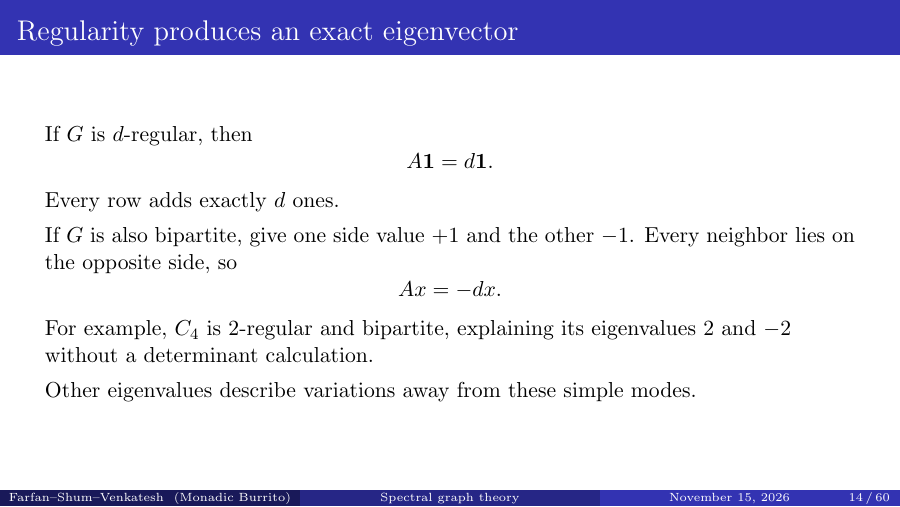 Regularity produces an exact eigenvector
If G is d-regular, then
A1 = d1.
Every row adds exactly d ones.
If G is also bipartite, give one side value +1 and the other −1. Every neighbor lies on
the opposite side, so
Ax = −dx.
For example, C₄ is 2-regular and bipartite, explaining its eigenvalues 2 and −2
without a determinant calculation.
Other eigenvalues describe variations away from these simple modes.
Farfan–Shum–Venkatesh (Monadic Burrito)
Spectral graph theory
November 15, 2026
14 / 60